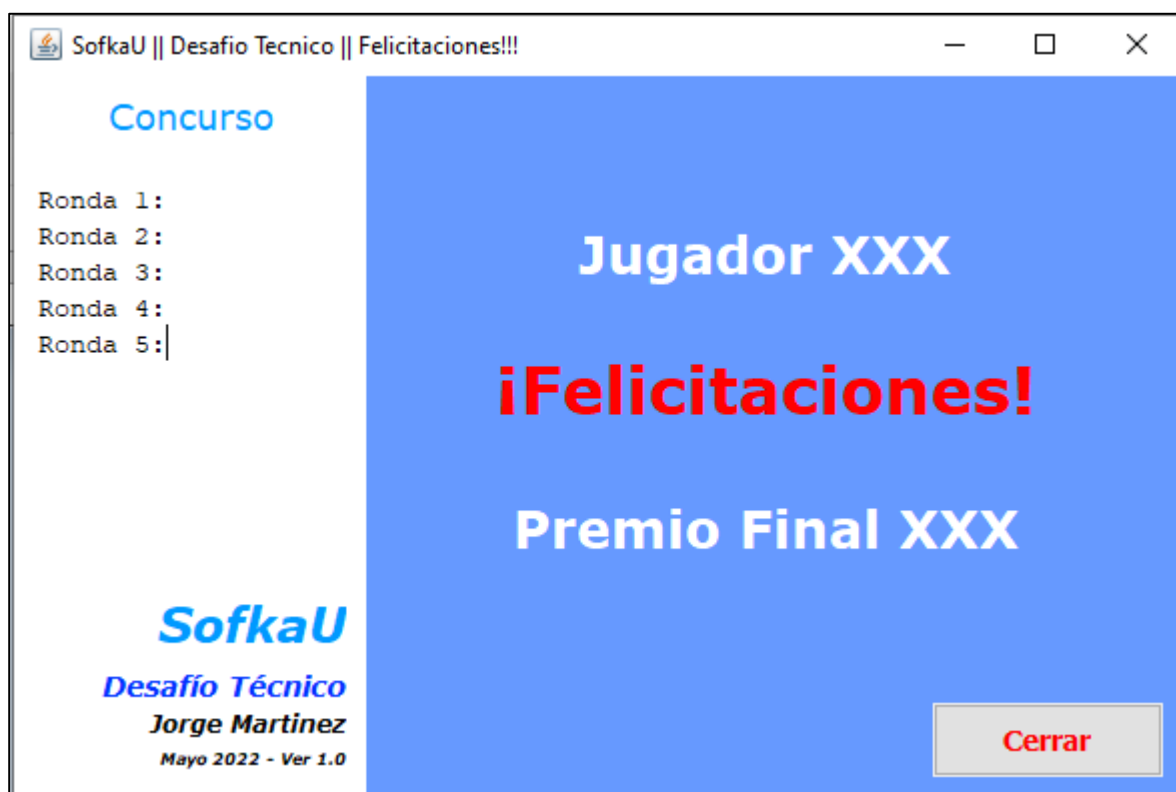 SofkaU || Desafio Tecnico || Felicitaciones!!!
Concurso
Ronda 1:
Ronda 2:
Ronda 3:
Ronda 4:
Ronda 5:
Jugador XXX
¡Felicitaciones!
Premio Final XXX
SofkaU
Desafío Técnico
Jorge Martinez
Mayo 2022 - Ver 1.0
Cerrar